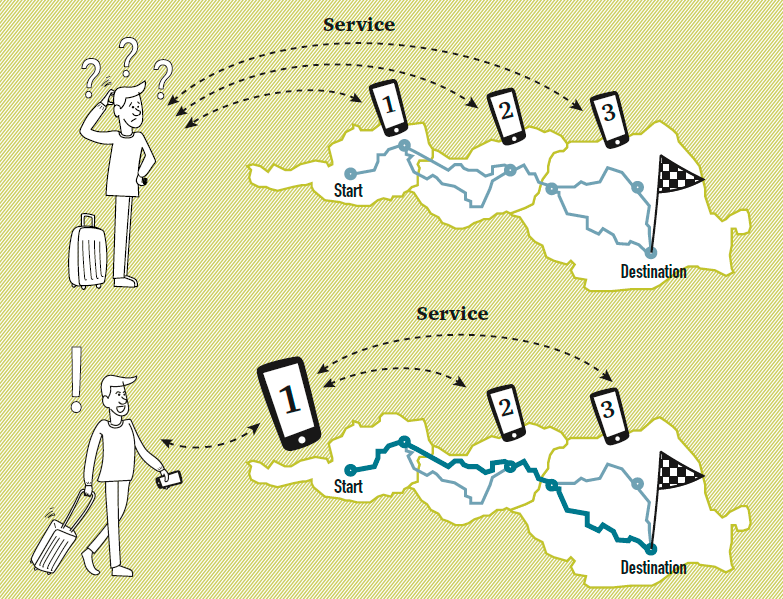 Service
? ? ?
1
2
3
Start
Destination
Service
!
1
2
3
Start
Destination